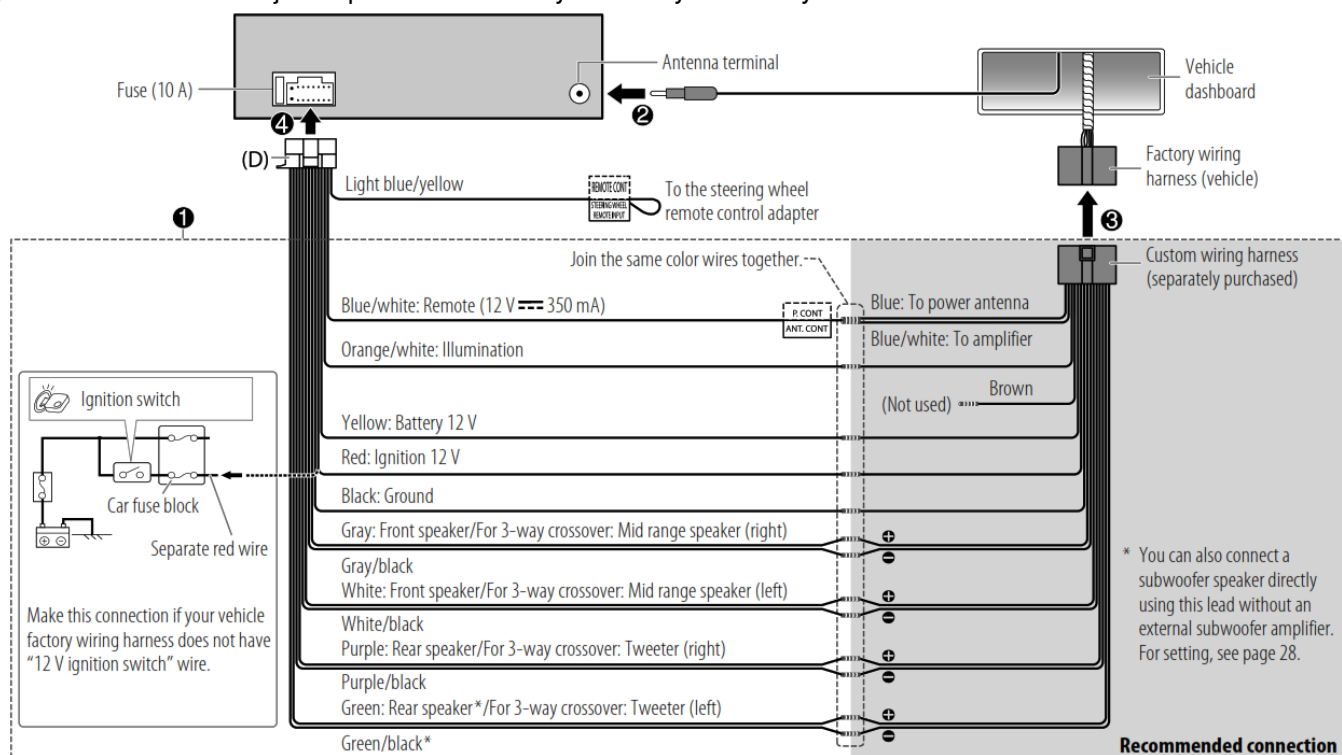 Fuse (10 A)
Antenna terminal
Vehicle
dashboard
❷
❹
(D)
Factory wiring
harness (vehicle)
Light blue/yellow
REMOTE CONT
STEERING WHEEL
REMOTE INPUT
To the steering wheel
remote control adapter
❶
❸
Join the same color wires together.
Custom wiring harness
(separately purchased)
Blue/white: Remote (12 V ⎓ 350 mA)
P. CONT
ANT. CONT
Blue: To power antenna
Blue/white: To amplifier
Orange/white: Illumination
Brown
(Not used)
Ignition switch
Car fuse block
Separate red wire
Make this connection if your vehicle
factory wiring harness does not have
“12 V ignition switch” wire.
Yellow: Battery 12 V
Red: Ignition 12 V
Black: Ground
Gray: Front speaker/For 3-way crossover: Mid range speaker (right)
Gray/black
White: Front speaker/For 3-way crossover: Mid range speaker (left)
White/black
Purple: Rear speaker/For 3-way crossover: Tweeter (right)
Purple/black
Green: Rear speaker*/For 3-way crossover: Tweeter (left)
Green/black*
* You can also connect a
subwoofer speaker directly
using this lead without an
external subwoofer amplifier.
For setting, see page 28.
Recommended connection